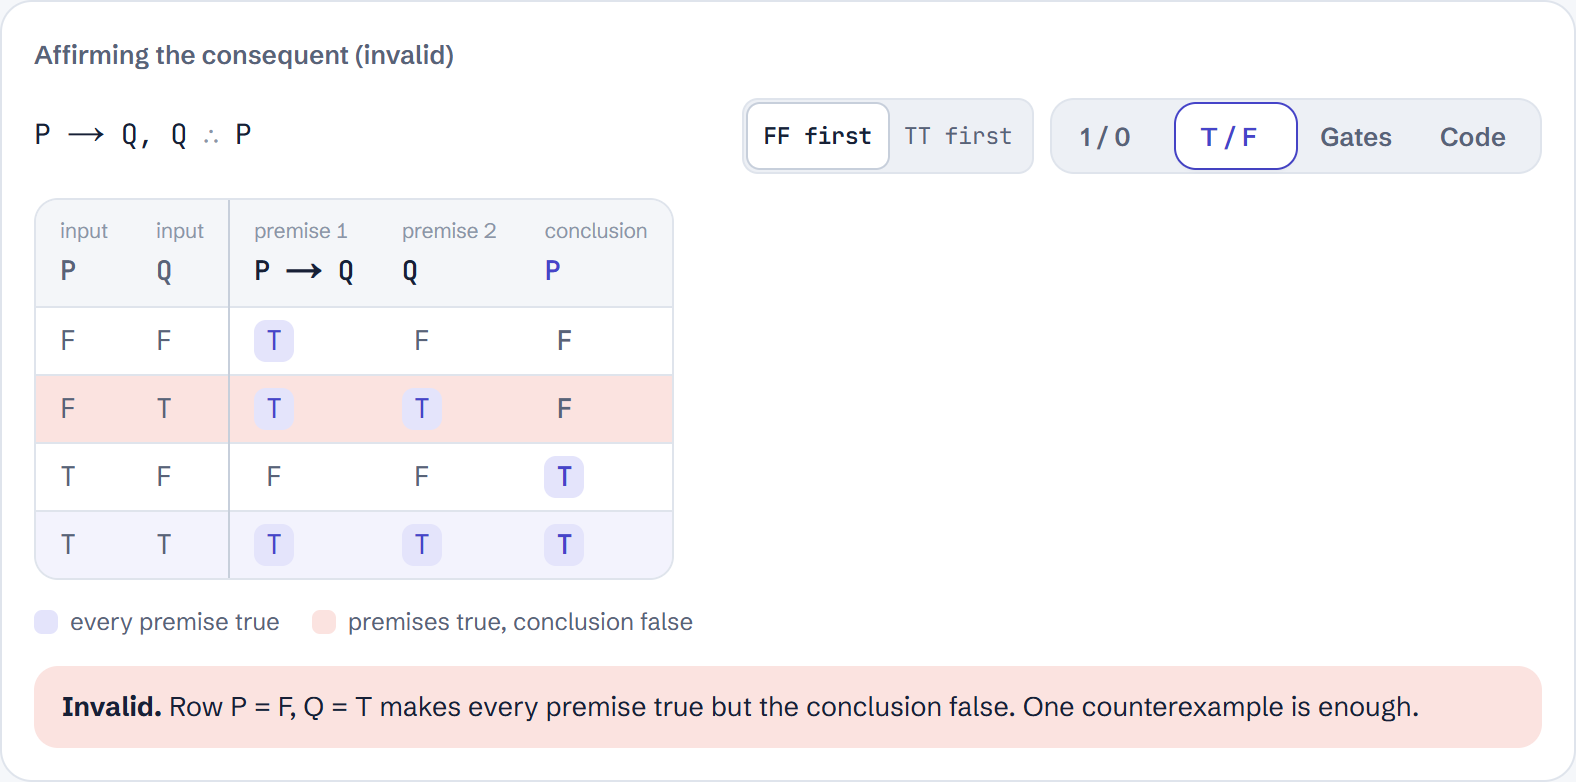 Affirming the consequent (invalid)
P ⟶ Q, Q ∴ P
FF first TT first 1 / 0 T / F Gates Code
input input premise 1 premise 2 conclusion
P Q P ⟶ Q Q P
F F T F F
F T T T F
T F F F T
T T T T T
every premise true premises true, conclusion false
Invalid. Row P = F, Q = T makes every premise true but the conclusion false. One counterexample is enough.